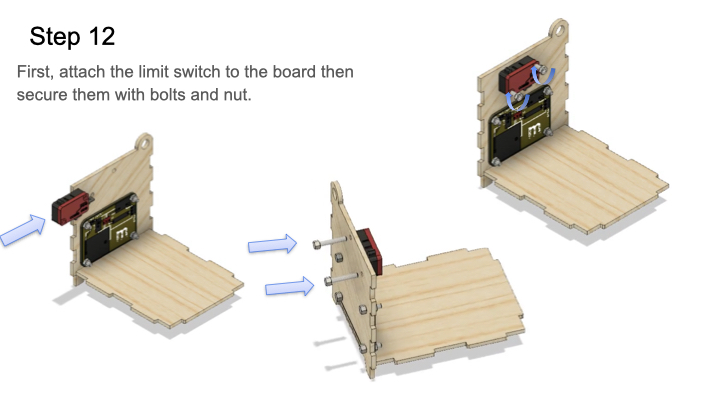 Step 12
First, attach the limit switch to the board then
secure them with bolts and nut.
m
m